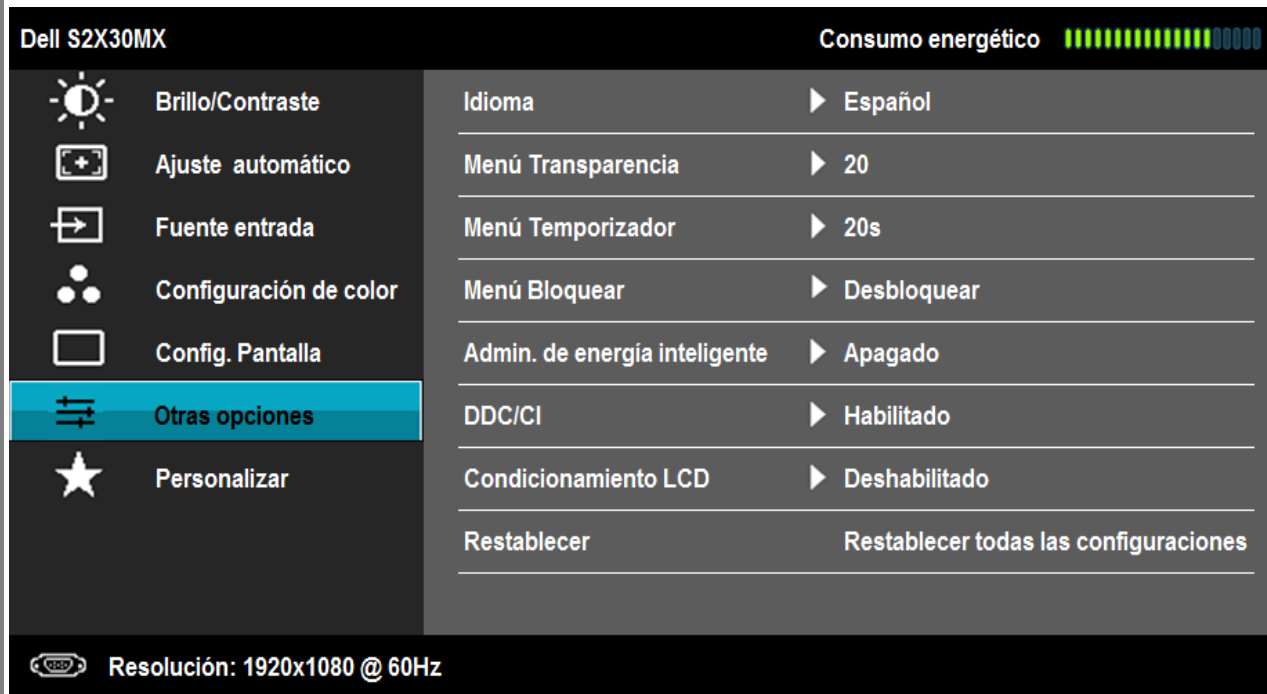 Dell S2X30MX Consumo energético
Brillo/Contraste Idioma Español
Ajuste automático Menú Transparencia 20
Fuente entrada Menú Temporizador 20s
Configuración de color Menú Bloquear Desbloquear
Config. Pantalla Admin. de energía inteligente Apagado
Otras opciones DDC/CI Habilitado
Personalizar Condicionamiento LCD Deshabilitado
Restablecer Restablecer todas las configuraciones
Resolución: 1920x1080 @ 60Hz